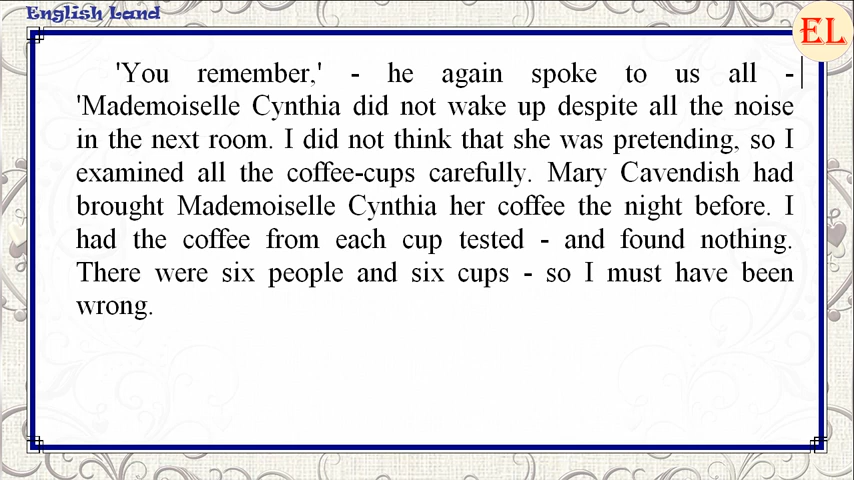 English Land
EL
'You remember,' - he again spoke to us all -
'Mademoiselle Cynthia did not wake up despite all the noise
in the next room. I did not think that she was pretending, so I
examined all the coffee-cups carefully. Mary Cavendish had
brought Mademoiselle Cynthia her coffee the night before. I
had the coffee from each cup tested - and found nothing.
There were six people and six cups - so I must have been
wrong.